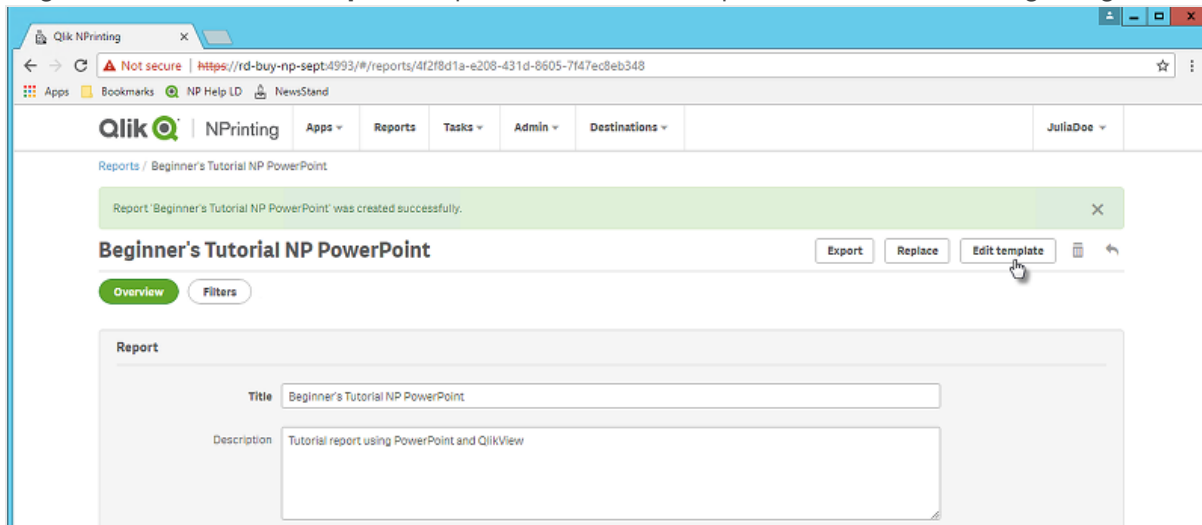 Qlik NPrinting
Not secure | https://rd-buy-np-sept:4993/#/reports/4f2f8d1a-e208-431d-8605-7f47ec8eb348
Apps Bookmarks NP Help LD NewsStand
Qlik NPrinting Apps Reports Tasks Admin Destinations JuliaDoe
Reports / Beginner's Tutorial NP PowerPoint
Report 'Beginner's Tutorial NP PowerPoint' was created successfully.
Beginner's Tutorial NP PowerPoint Export Replace Edit template
Overview Filters
Report
Title Beginner's Tutorial NP PowerPoint
Description Tutorial report using PowerPoint and QlikView